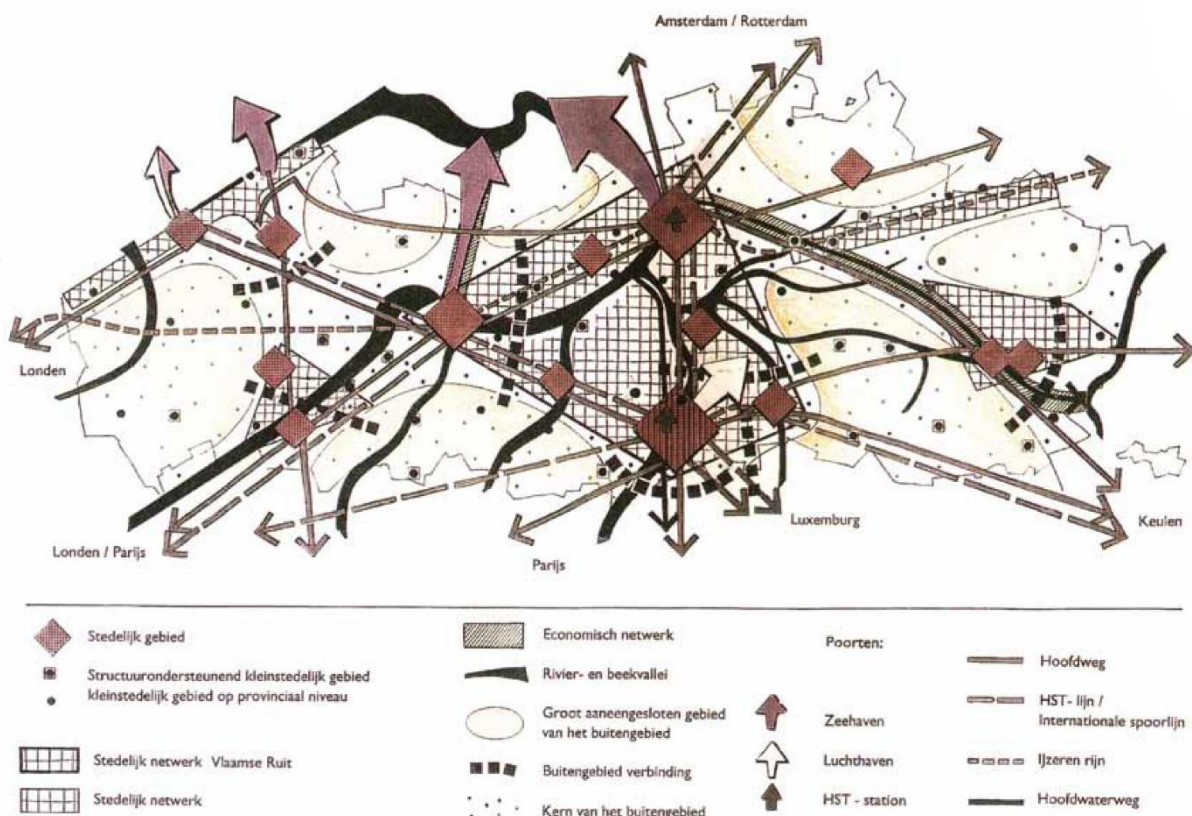 Amsterdam / Rotterdam
Londen
Londen / Parijs
Parijs
Luxemburg
Keulen
Stedelijk gebied
Structuurondersteunend kleinstedelijk gebied
kleinstedelijk gebied op provinciaal niveau
Stedelijk netwerk Vlaamse Ruit
Stedelijk netwerk
Economisch netwerk
Rivier- en beekvallei
Groot aaneengesloten gebied
van het buitengebied
Buitengebied verbinding
Kern van het buitengebied
Poorten:
Zeehaven
Luchthaven
HST - station
Hoofdweg
HST- lijn /
Internationale spoorlijn
IJzeren rijn
Hoofdwaterweg